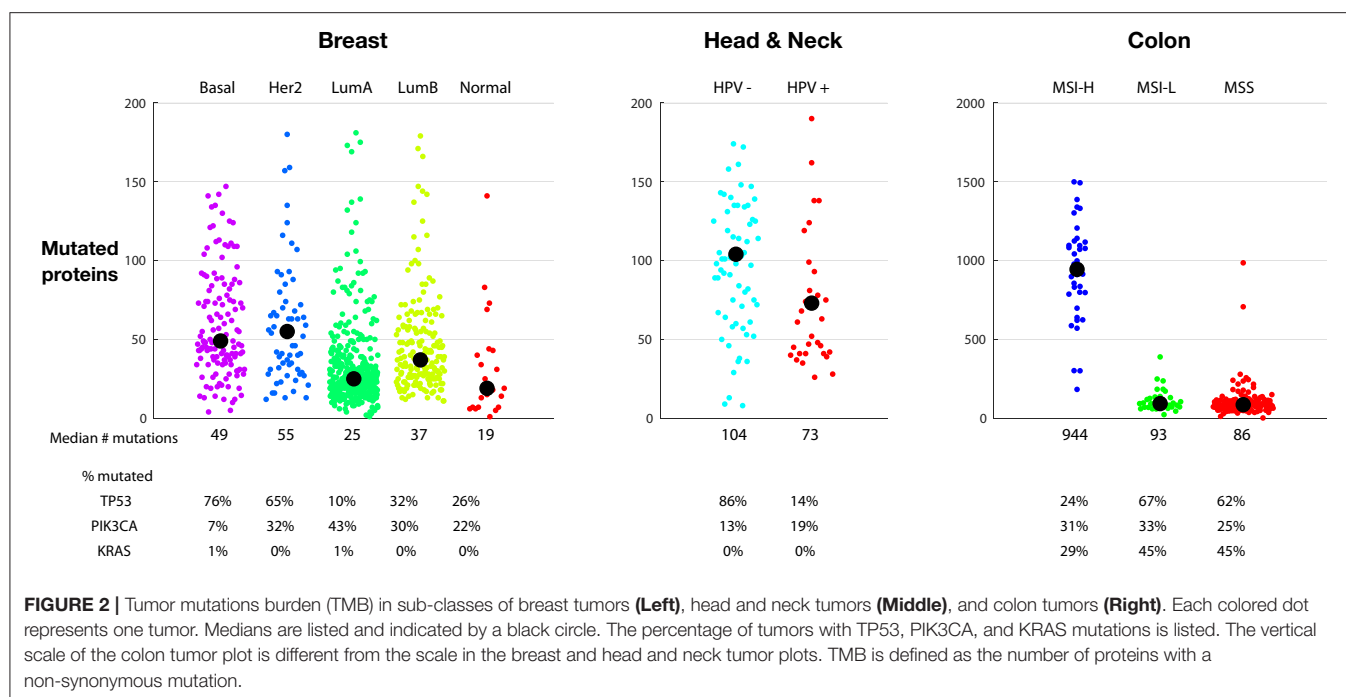 Breast Head & Neck Colon
Basal Her2 LumA LumB Normal HPV - HPV + MSI-H MSI-L MSS
200 200 2000
150 150 1500
Mutated
proteins
100 100 1000
50 50 500
0 0 0
Median # mutations 49 55 25 37 19 104 73 944 93 86
% mutated
TP53 76% 65% 10% 32% 26% 86% 14% 24% 67% 62%
PIK3CA 7% 32% 43% 30% 22% 13% 19% 31% 33% 25%
KRAS 1% 0% 1% 0% 0% 0% 0% 29% 45% 45%
FIGURE 2 | Tumor mutations burden (TMB) in sub-classes of breast tumors (Left), head and neck tumors (Middle), and colon tumors (Right). Each colored dot
represents one tumor. Medians are listed and indicated by a black circle. The percentage of tumors with TP53, PIK3CA, and KRAS mutations is listed. The vertical
scale of the colon tumor plot is different from the scale in the breast and head and neck tumor plots. TMB is defined as the number of proteins with a
non-synonymous mutation.